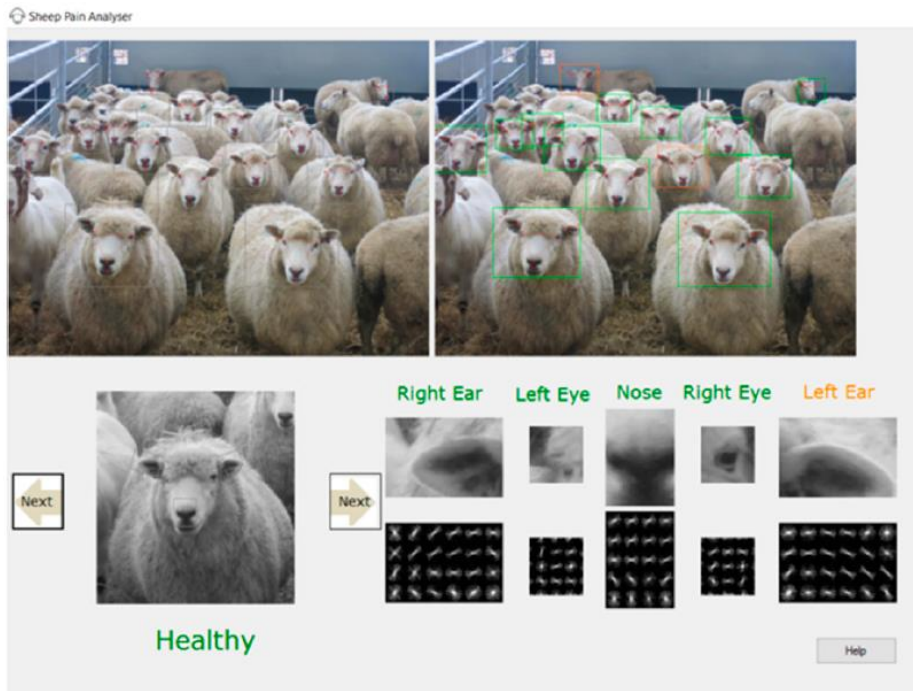 Sheep Pain Analyser
Right Ear
Left Eye
Nose
Right Eye
Left Ear
Next
Next
Healthy
Help